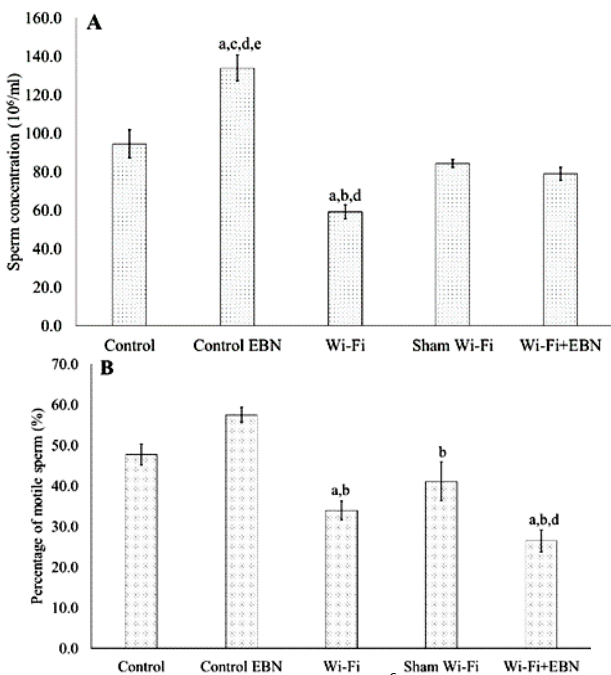 A
Sperm concentration (10⁶/ml)
160.0
140.0
120.0
100.0
80.0
60.0
40.0
20.0
0.0
a,c,d,e
a,b,d
Control Control EBN Wi-Fi Sham Wi-Fi Wi-Fi+EBN
B
Percentage of motile sperm (%)
70.0
60.0
50.0
40.0
30.0
20.0
10.0
0.0
a,b
b
a,b,d
Control Control EBN Wi-Fi Sham Wi-Fi Wi-Fi+EBN